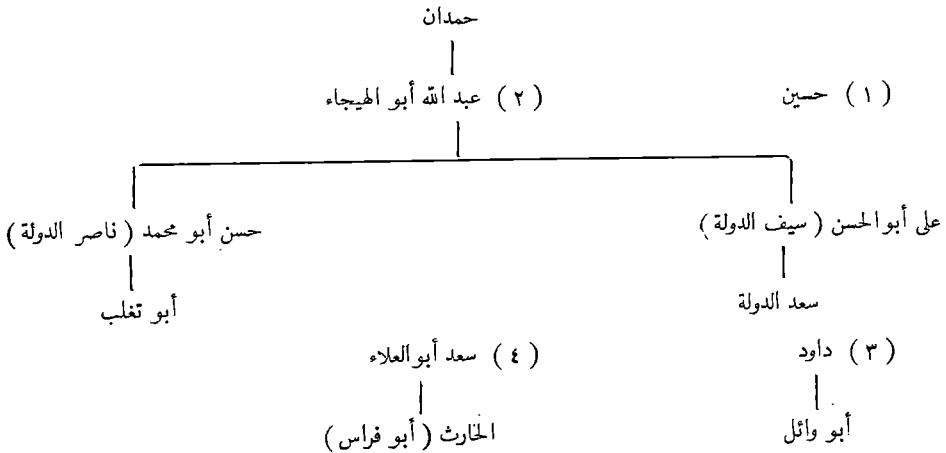 حمدان
( ١ ) حسين
( ٢ ) عبد الله أبو الهيجاء
على أبو الحسن ( سيف الدولة )
حسن أبو محمد ( ناصر الدولة )
سعد الدولة
أبو تغلب
( ٣ ) داود
( ٤ ) سعد أبو العلاء
أبو وائل
الحارث ( أبو فراس )